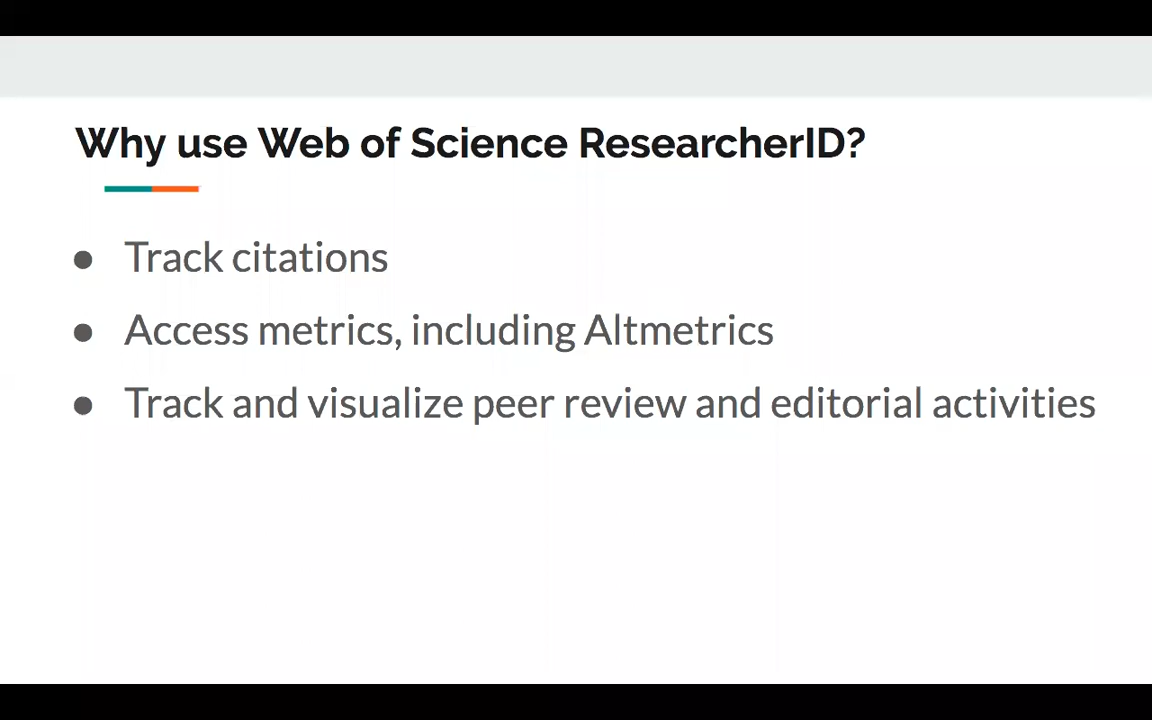 Why use Web of Science ResearcherID?
● Track citations
● Access metrics, including Altmetrics
● Track and visualize peer review and editorial activities